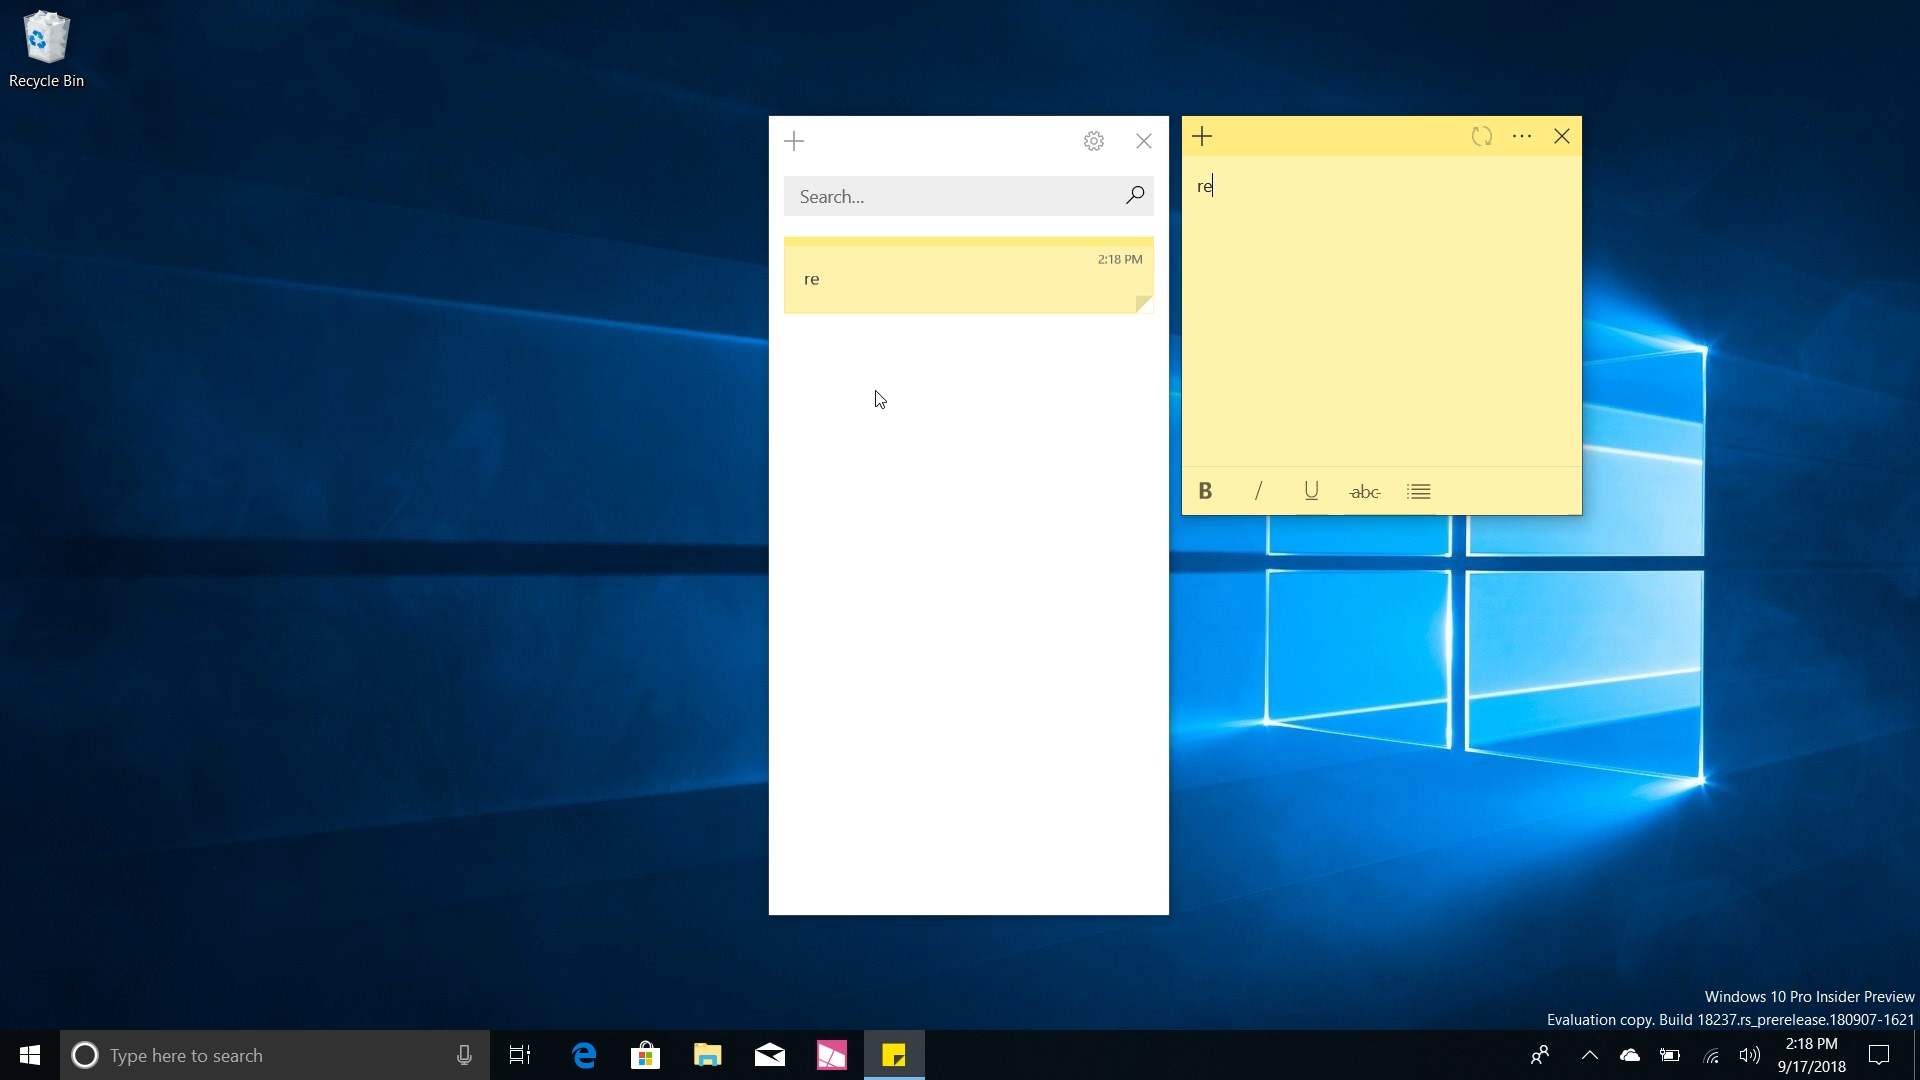 Recycle Bin
Search...
2:18 PM
re
re
B / U abc
Windows 10 Pro Insider Preview
Evaluation copy. Build 18237.rs_prerelease.180907-1621
Type here to search
2:18 PM
9/17/2018